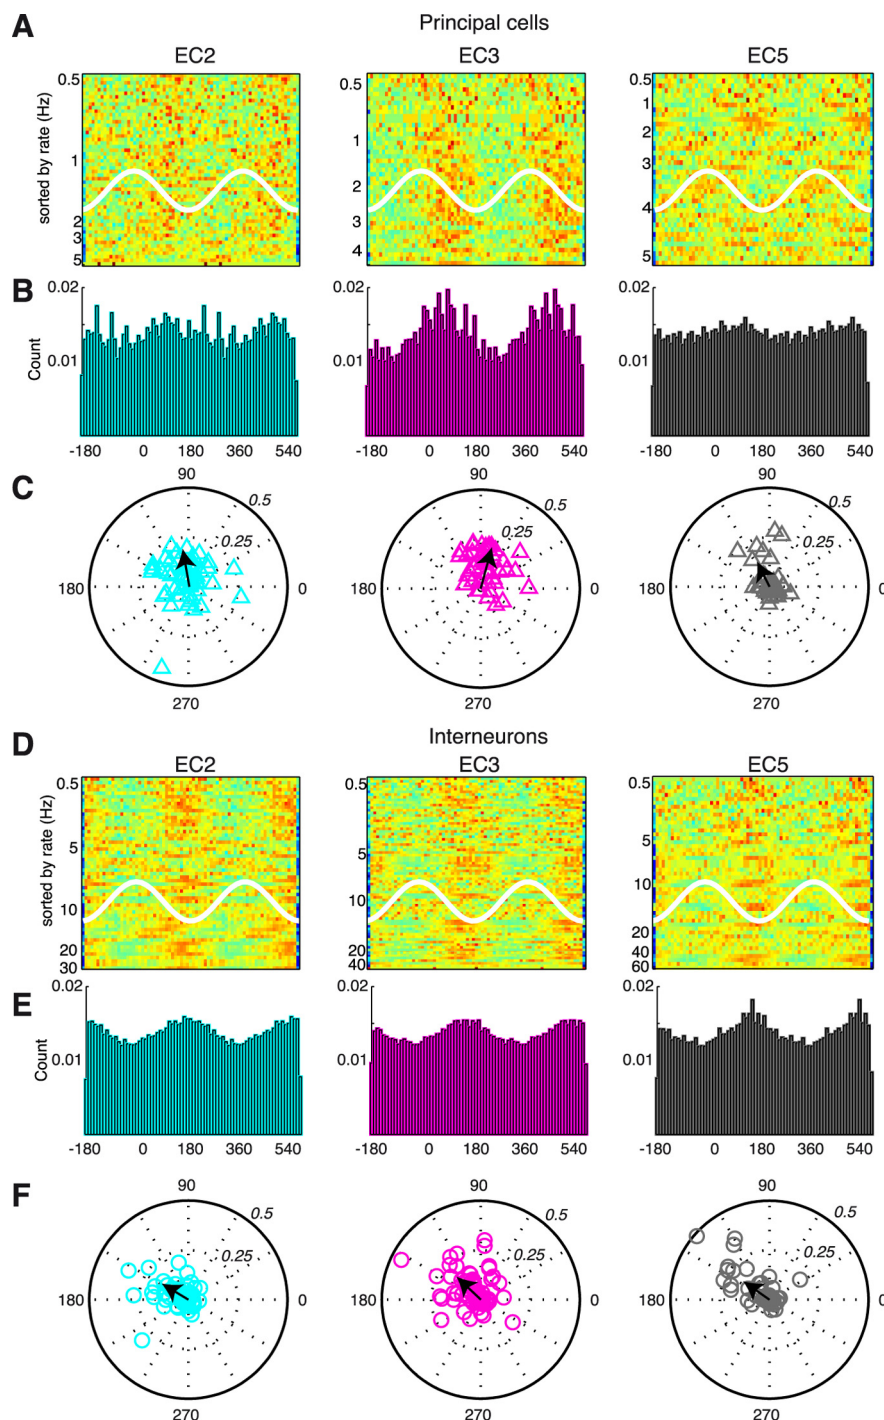 A
Principal cells
EC2 EC3 EC5
sorted by rate (Hz)
0.5 0.5 0.5
1 1 1
2 2 2
3 3 3
5 4 4
5
B
Count
0.02 0.02 0.02
0.01 0.01 0.01
-180 0 180 360 540 -180 0 180 360 540 -180 0 180 360 540
C
90 90 90
0.5 0.5 0.5
0.25 0.25 0.25
180 0 180 0 180 0
270 270 270
D
Interneurons
EC2 EC3 EC5
sorted by rate (Hz)
0.5 0.5 0.5
5 5 5
10 10 10
20 20 20
30 40 40
60
E
Count
0.02 0.02 0.02
0.01 0.01 0.01
-180 0 180 360 540 -180 0 180 360 540 -180 0 180 360 540
F
90 90 90
0.5 0.5 0.5
0.25 0.25 0.25
180 0 180 0 180 0
270 270 270